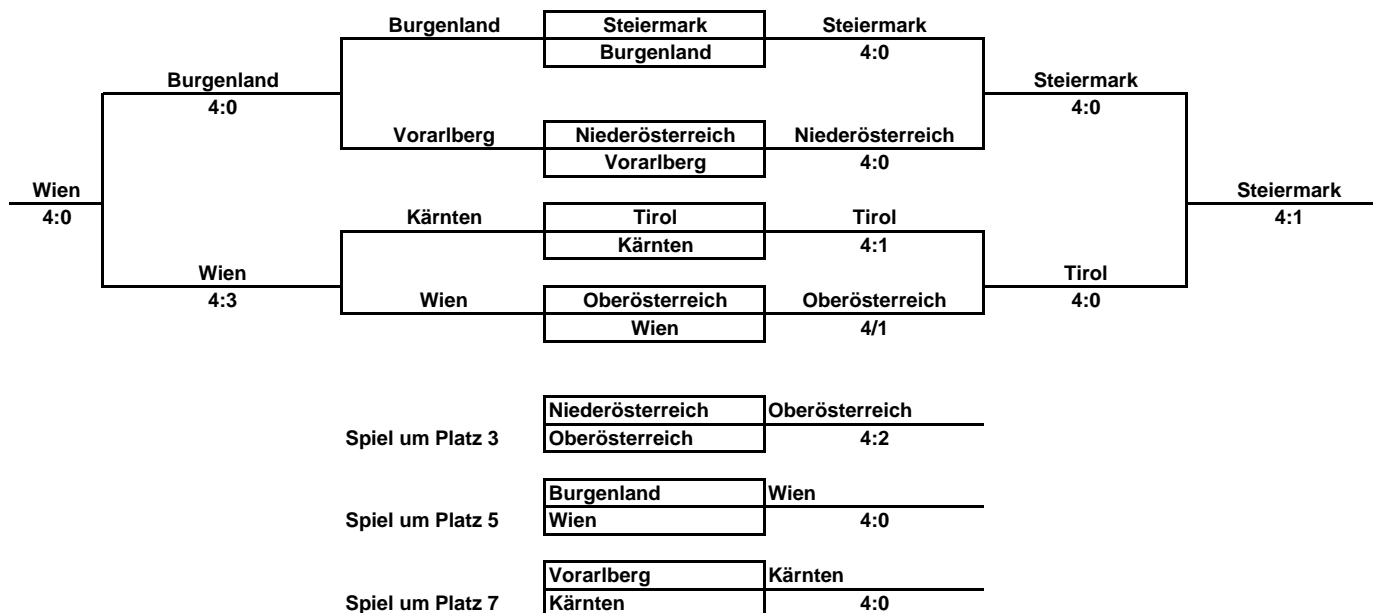 Burgenland Steiermark Steiermark
Burgenland 4:0
Burgenland Steiermark
4:0 4:0
Vorarlberg Niederösterreich Niederösterreich
Vorarlberg 4:0
Wien Steiermark
4:0 Kärnten Tirol Tirol 4:1
Kärnten 4:1
Wien Tirol
4:3 Wien Oberösterreich Oberösterreich 4:0
Wien 4/1
Niederösterreich Oberösterreich
Spiel um Platz 3 Oberösterreich 4:2
Burgenland Wien
Spiel um Platz 5 Wien 4:0
Vorarlberg Kärnten
Spiel um Platz 7 Kärnten 4:0